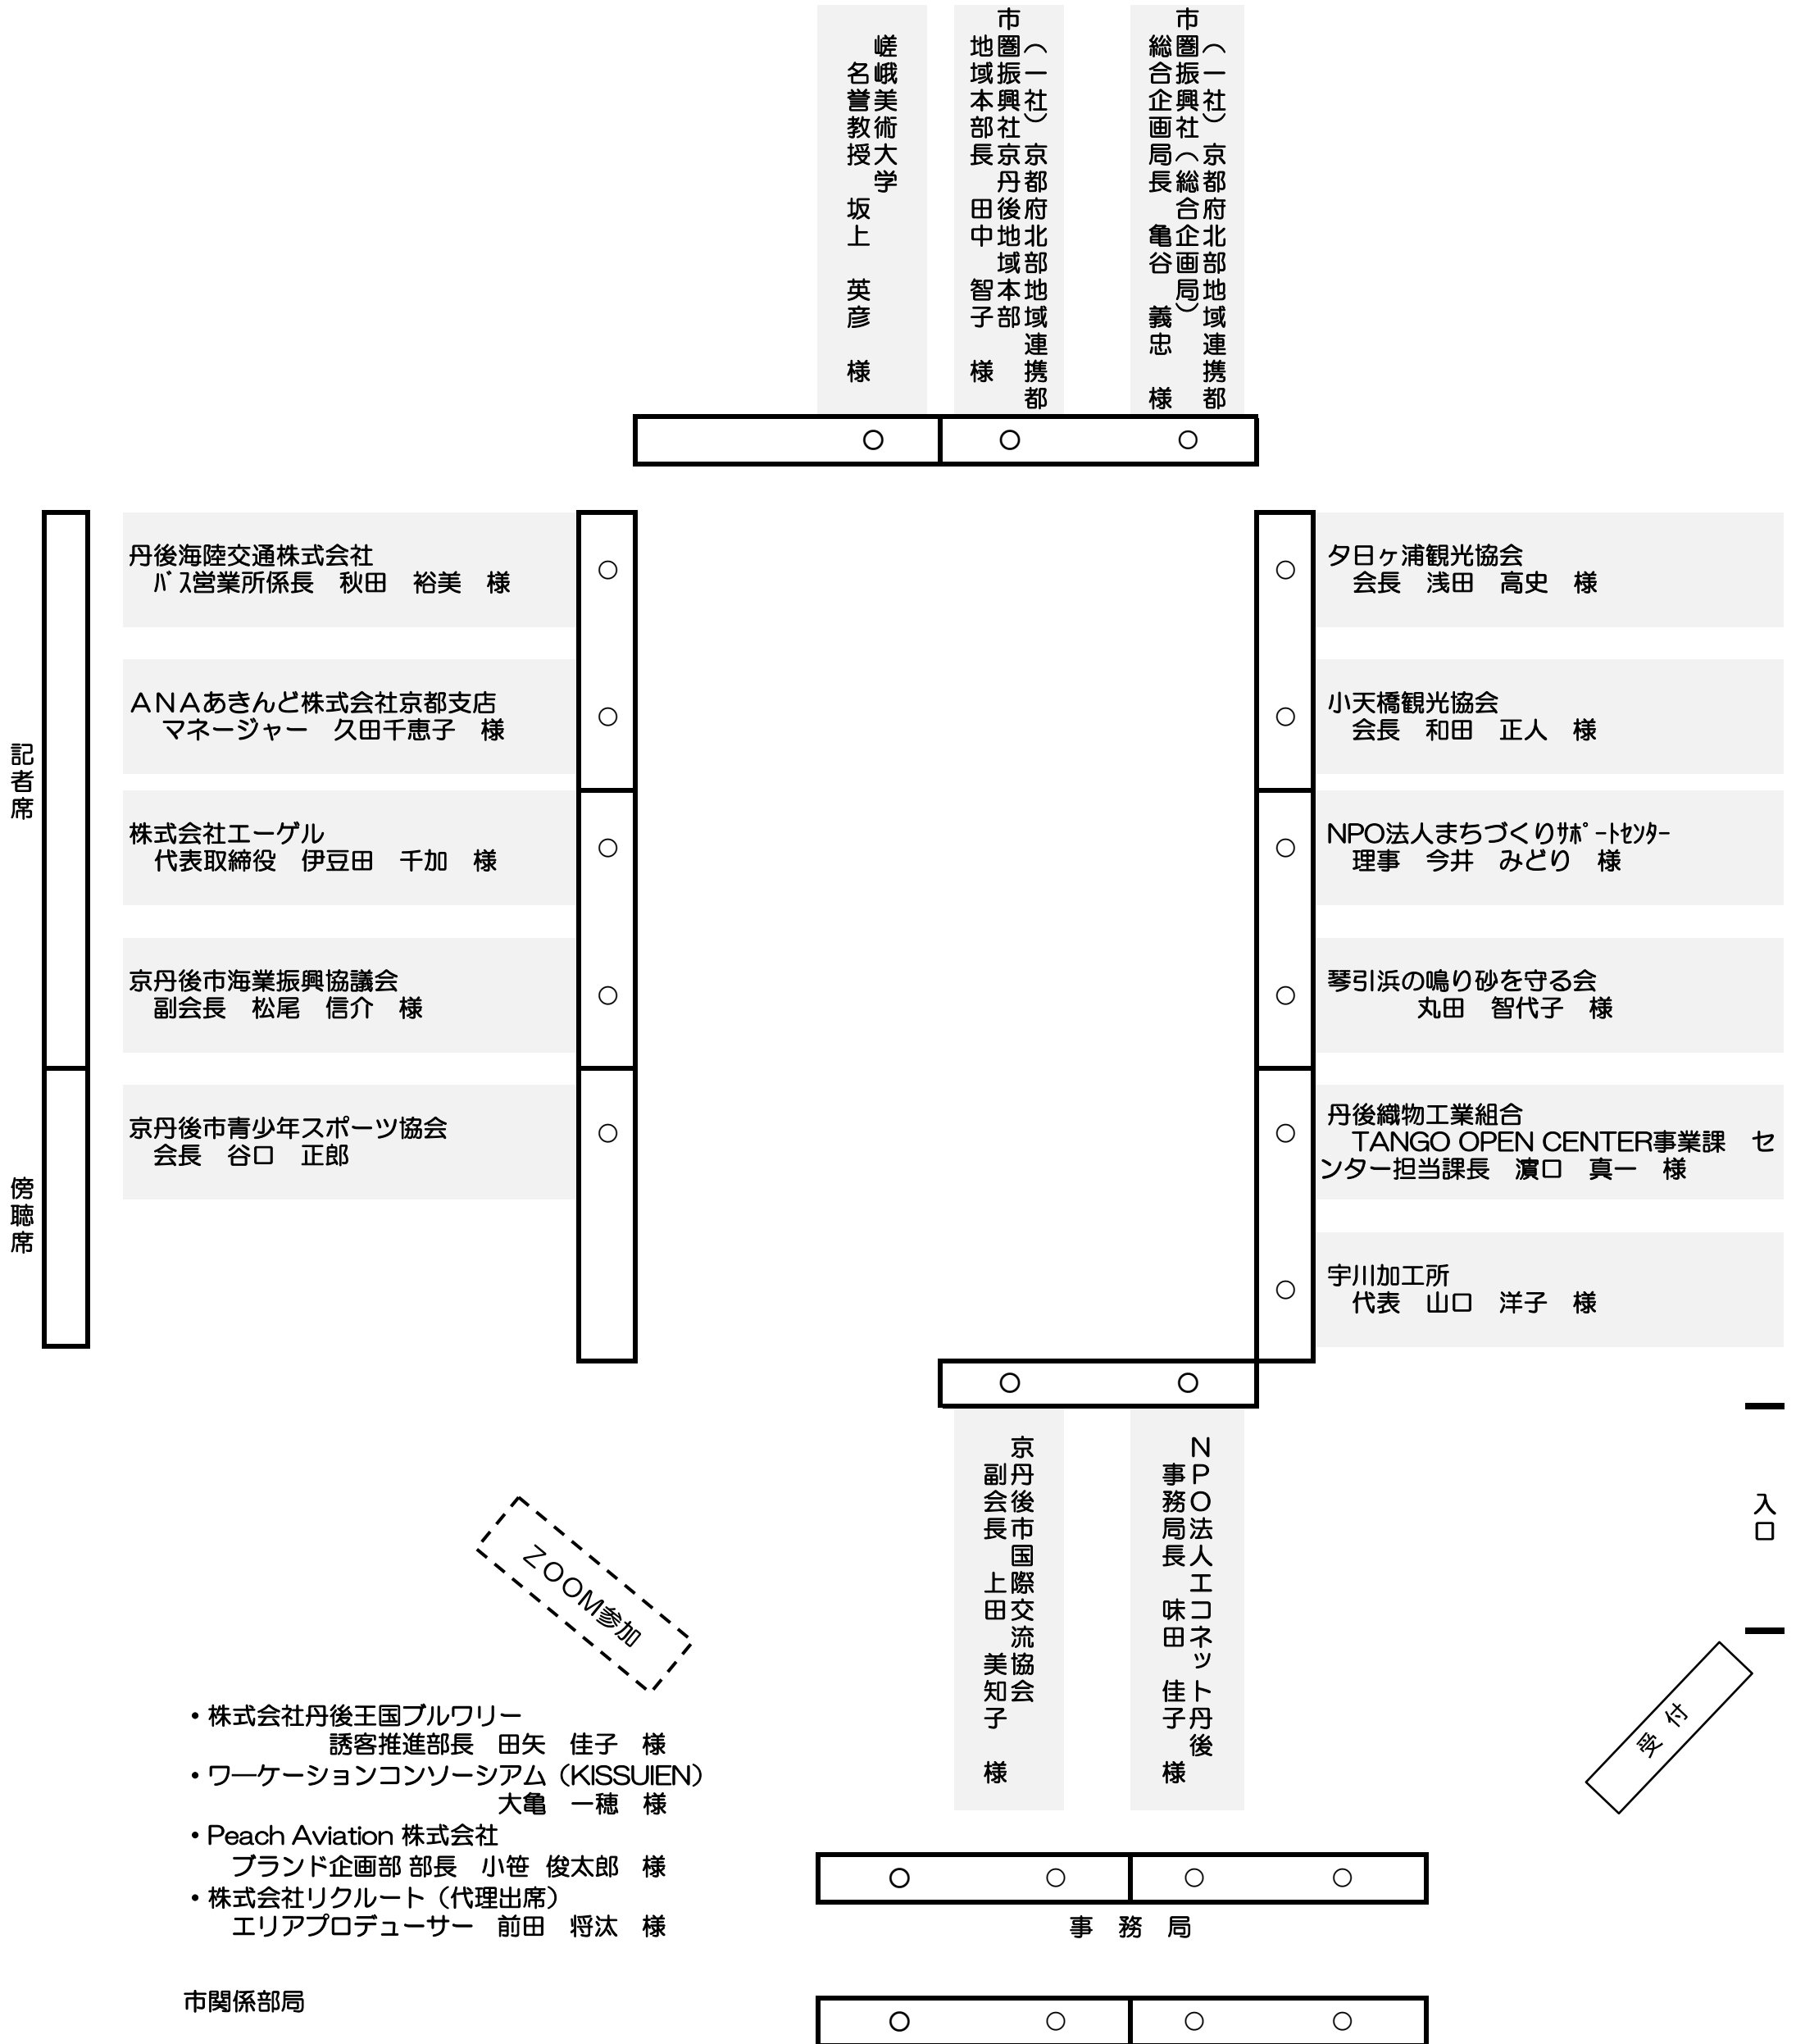 （一社）京都府北部地域連携都
市圏振興社（総合企画局）
総合企画局長　亀谷　義忠　様
（一社）京都府北部地域連携都
市圏振興社京丹後地域本部
地域本部長　田中　智子　様
嵯峨美術大学
名誉教授　坂上　英彦　様
○
○
○
記者席
傍聴席
丹後海陸交通株式会社
ﾊﾞｽ営業所係長　秋田　裕美　様
○
ＡＮＡあきんど株式会社京都支店
マネージャー　久田千恵子　様
○
株式会社エーゲル
代表取締役　伊豆田　千加　様
○
京丹後市海業振興協議会
副会長　松尾　信介　様
○
京丹後市青少年スポーツ協会
会長　谷口　正郎
○
○
夕日ヶ浦観光協会
会長　浅田　高史　様
○
小天橋観光協会
会長　和田　正人　様
○
NPO法人まちづくりｻﾎﾟｰﾄｾﾝﾀｰ
理事　今井　みどり　様
○
琴引浜の鳴り砂を守る会
丸田　智代子　様
○
丹後織物工業組合
TANGO OPEN CENTER事業課　セ
ンター担当課長　濵口　真一　様
○
宇川加工所
代表　山口　洋子　様
○
○
ＮＰＯ法人エコネット丹後
事務局長　味田　佳子　様
京丹後市国際交流協会
副会長　上田　美知子　様
入口
受付
ＺＯＯＭ参加
・株式会社丹後王国ブルワリー
誘客推進部長　田矢　佳子　様
・ワ―ケーションコンソーシアム（KISSUIEN）
大亀　一穂　様
・Peach Aviation 株式会社
ブランド企画部 部長　小笹 俊太郎　様
・株式会社リクルート（代理出席）
エリアプロデューサー　前田　将汰　様
○　○　○　○
事　務　局
市関係部局
○　○　○　○